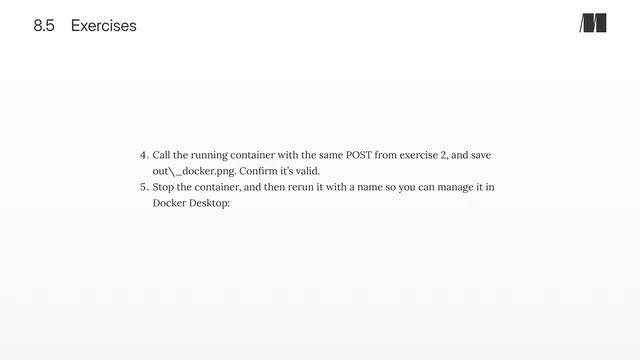 8.5 Exercises
4. Call the running container with the same POST from exercise 2, and save
out\_docker.png. Confirm it’s valid.
5. Stop the container, and then rerun it with a name so you can manage it in
Docker Desktop: